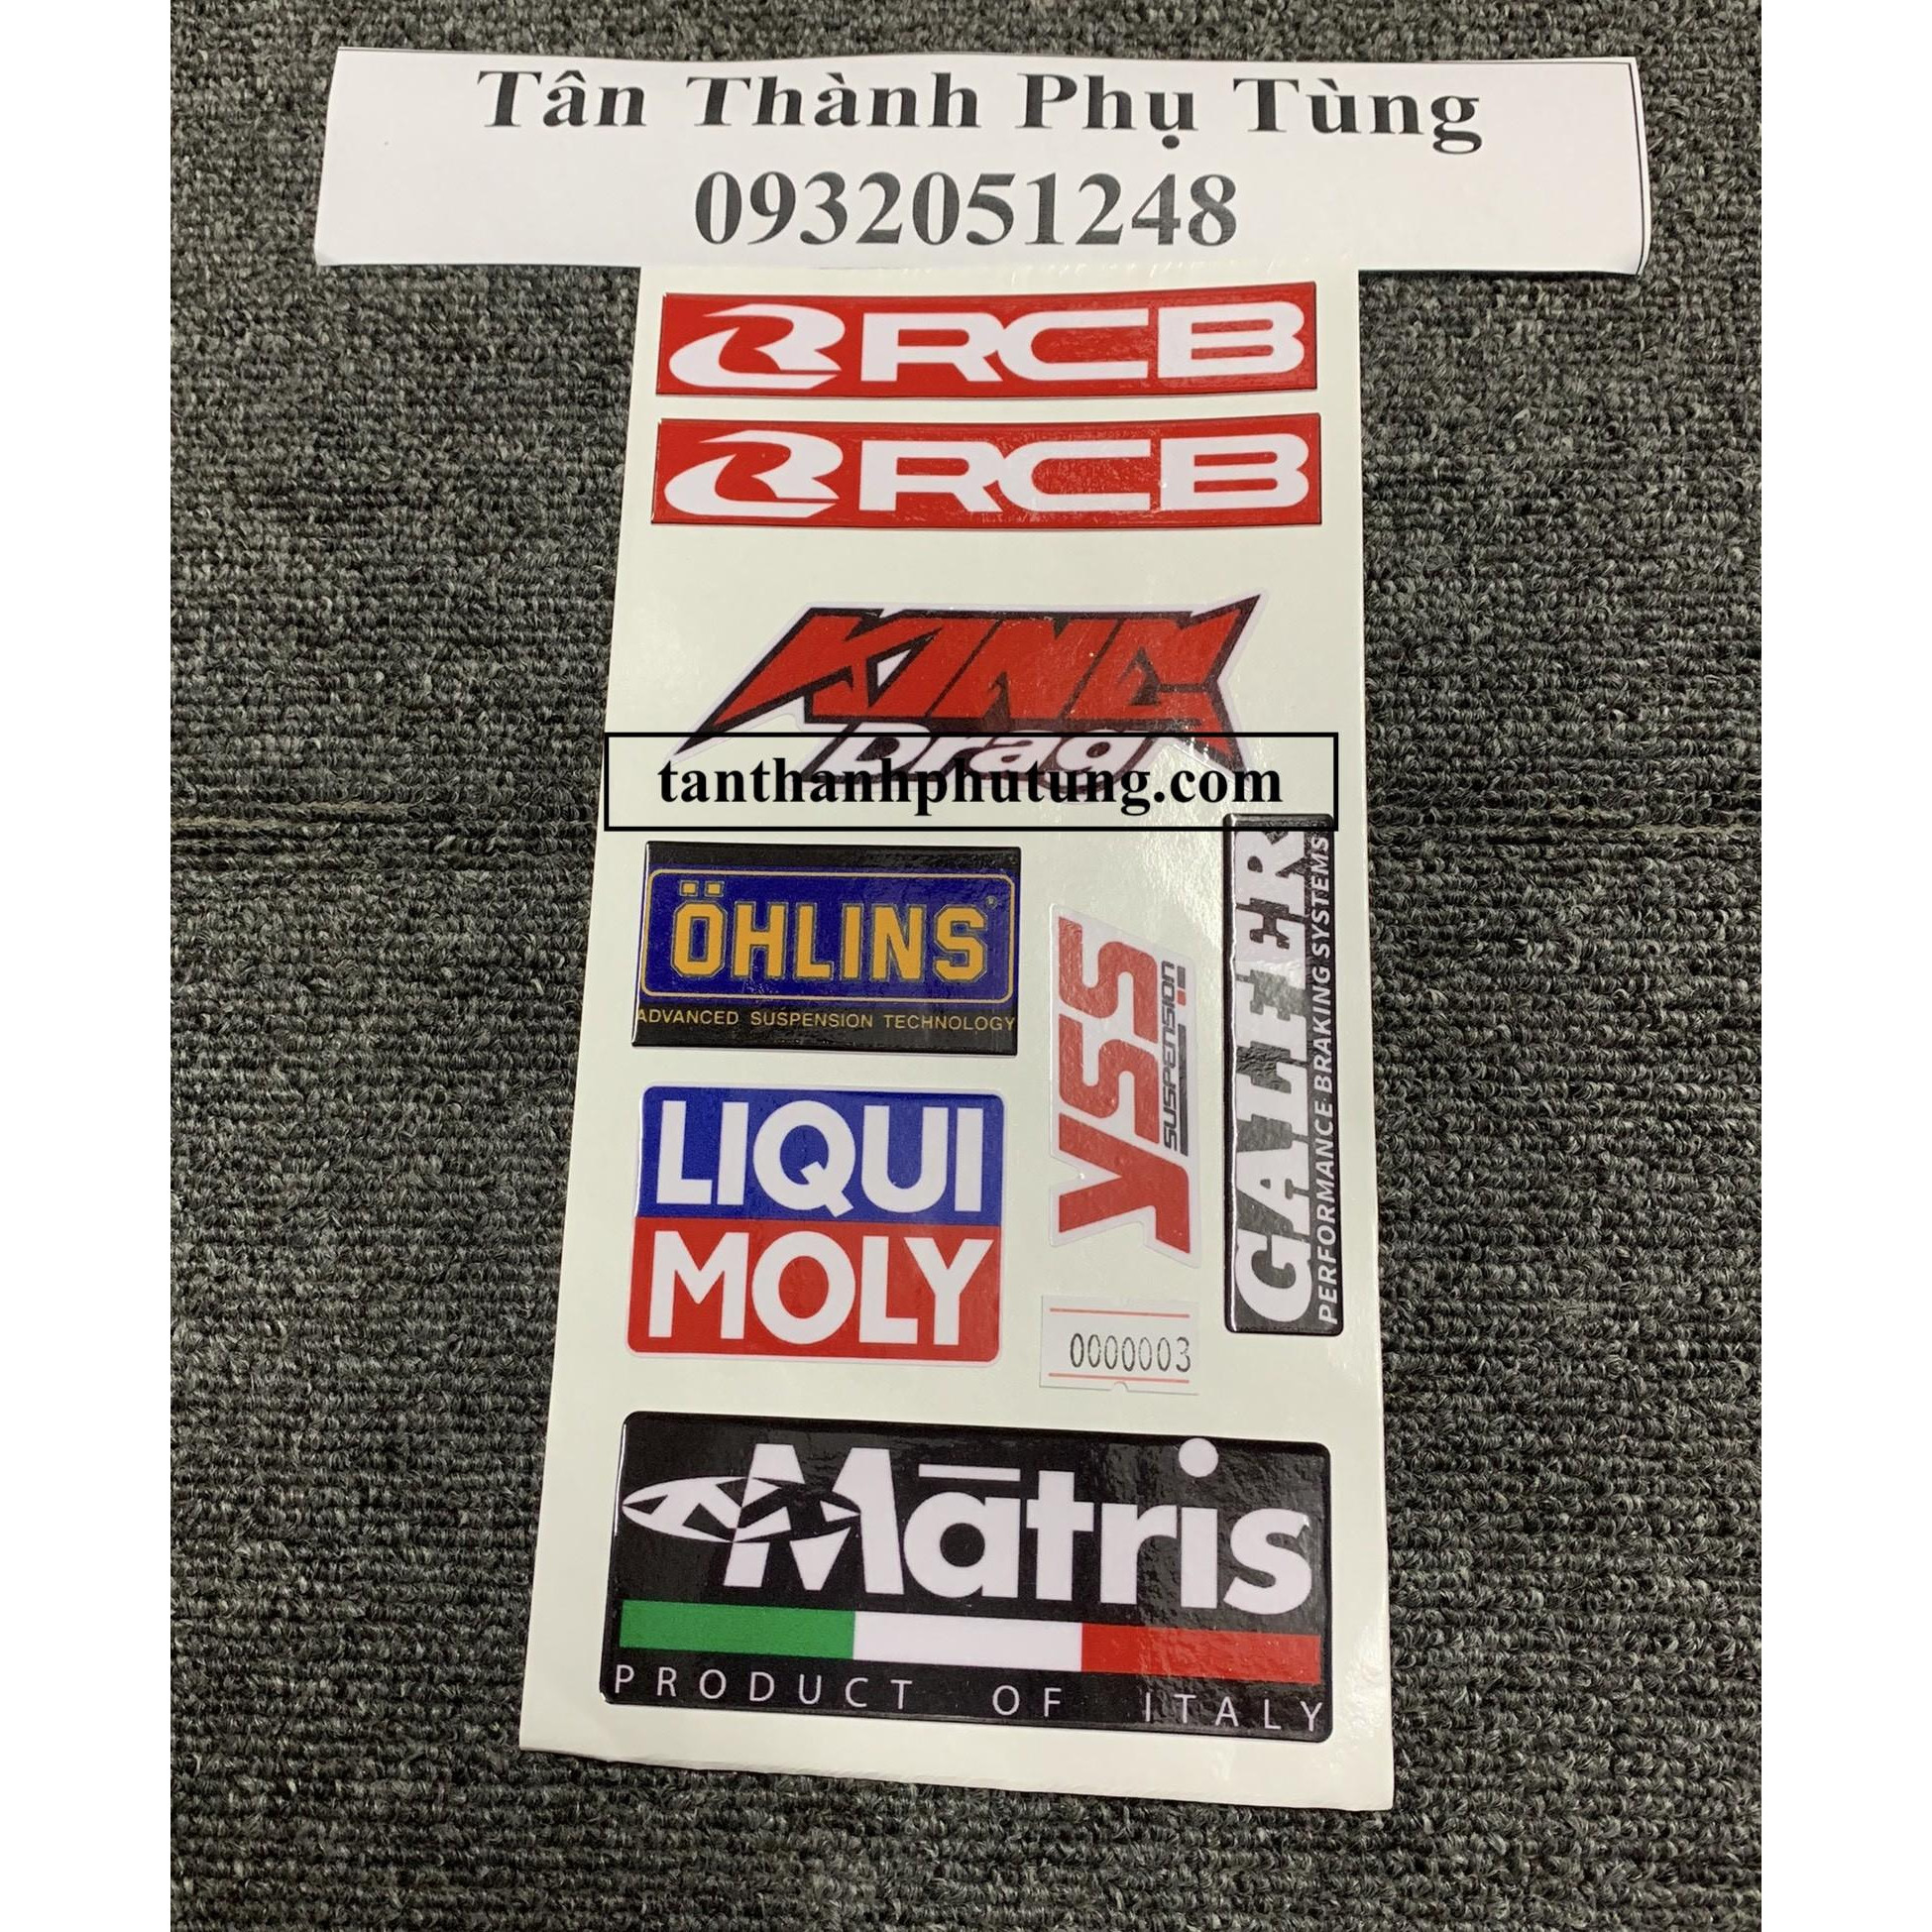 Tân Thành Phụ Tùng
0932051248
RCB
RCB
KING
Drag
tanthanhphutung.com
ÖHLINS
ADVANCED SUSPENSION TECHNOLOGY
YSS
SUSPENSION
GALFER
PERFORMANCE BRAKING SYSTEMS
LIQUI
MOLY
0000003
Mātris
PRODUCT OF ITALY